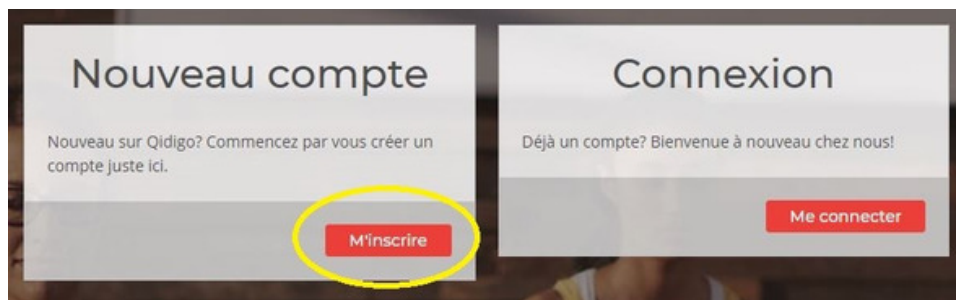 Nouveau compte
Nouveau sur Qidigo? Commencez par vous créer un
compte juste ici.
M'inscrire
Connexion
Déjà un compte? Bienvenue à nouveau chez nous!
Me connecter